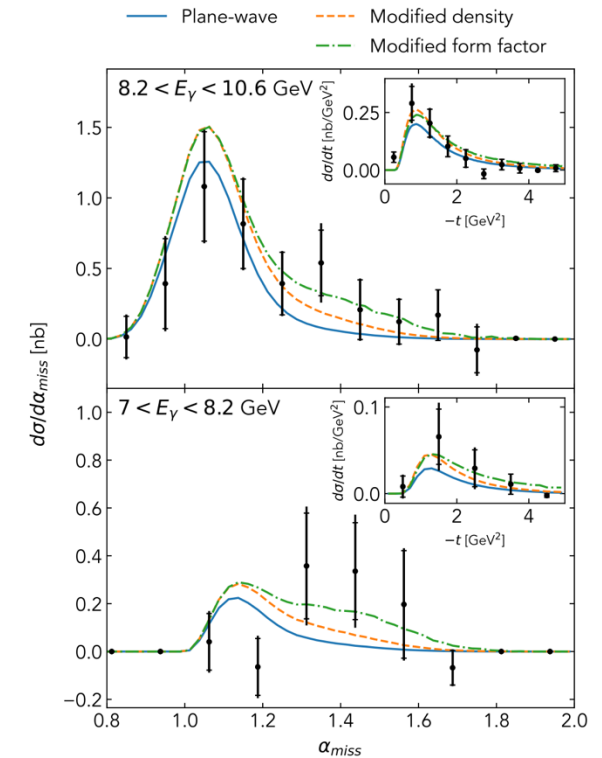 Plane-wave
Modified density
Modified form factor
8.2 < Eγ < 10.6 GeV
dσ/dαmiss [nb]
1.5
1.0
0.5
0.0
dσ/dt [nb/GeV²]
0.25
0.00
0 2 4
−t [GeV²]
7 < Eγ < 8.2 GeV
1.0
0.8
0.6
0.4
0.2
0.0
−0.2
dσ/dt [nb/GeV²]
0.1
0.0
0 2 4
−t [GeV²]
0.8 1.0 1.2 1.4 1.6 1.8 2.0
αmiss